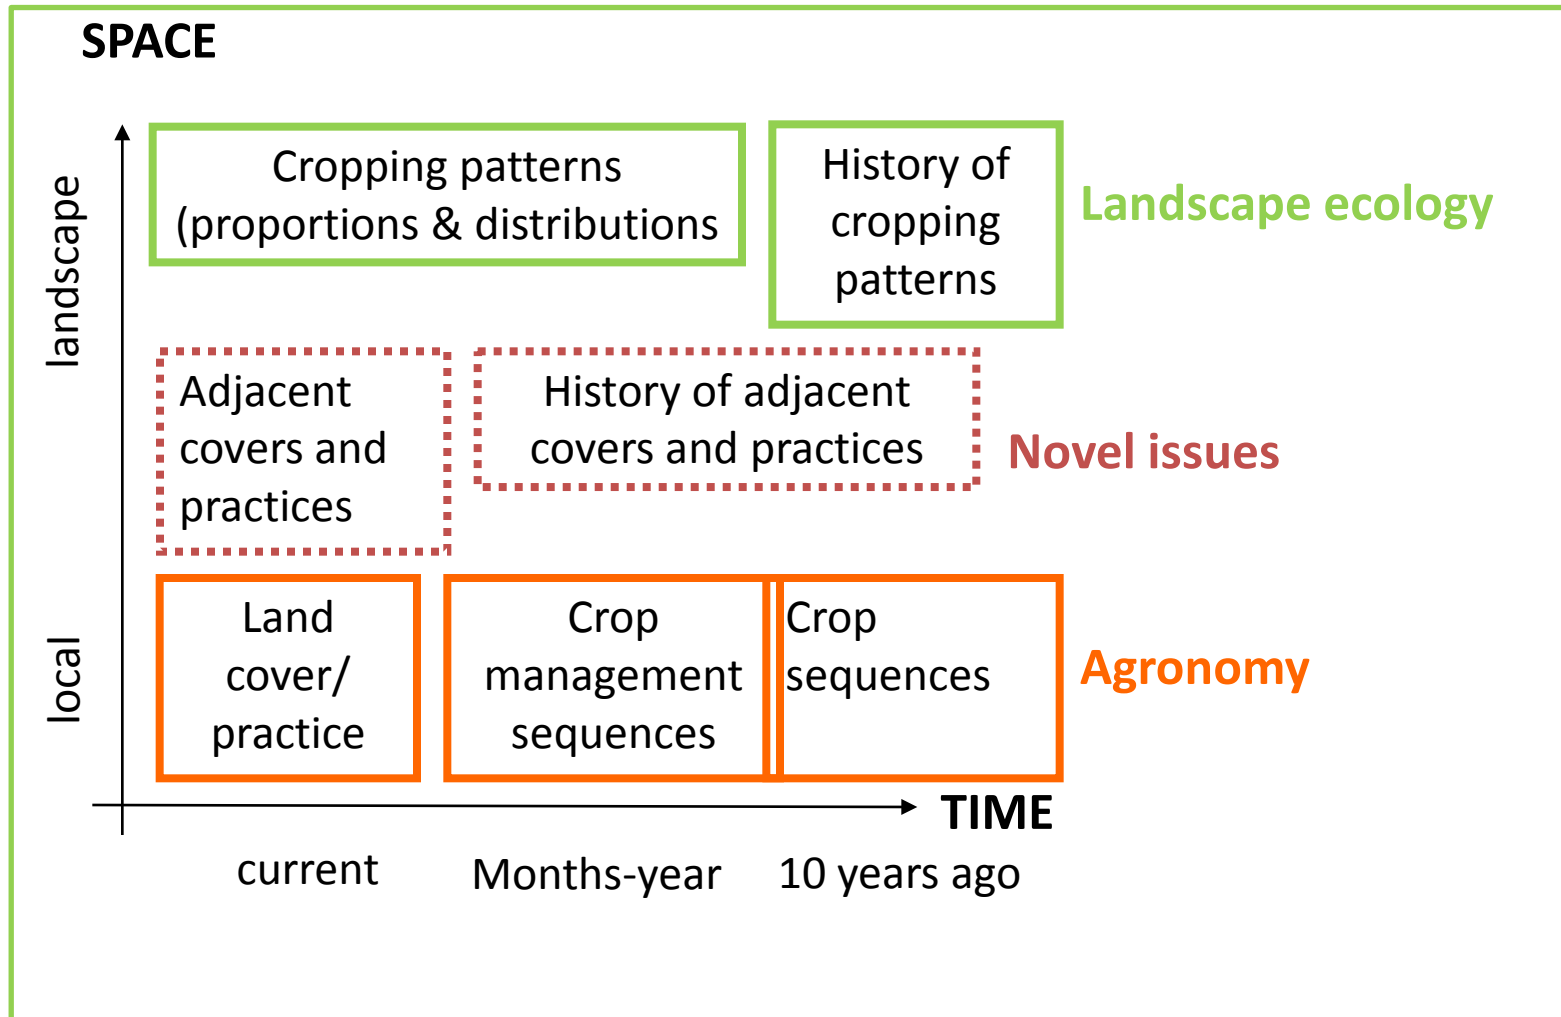 SPACE
landscape
local
Cropping patterns
(proportions & distributions
History of
cropping
patterns
Landscape ecology
Adjacent
covers and
practices
History of adjacent
covers and practices
Novel issues
Land
cover/
practice
Crop
management
sequences
Crop
sequences
Agronomy
TIME
current
Months-year
10 years ago